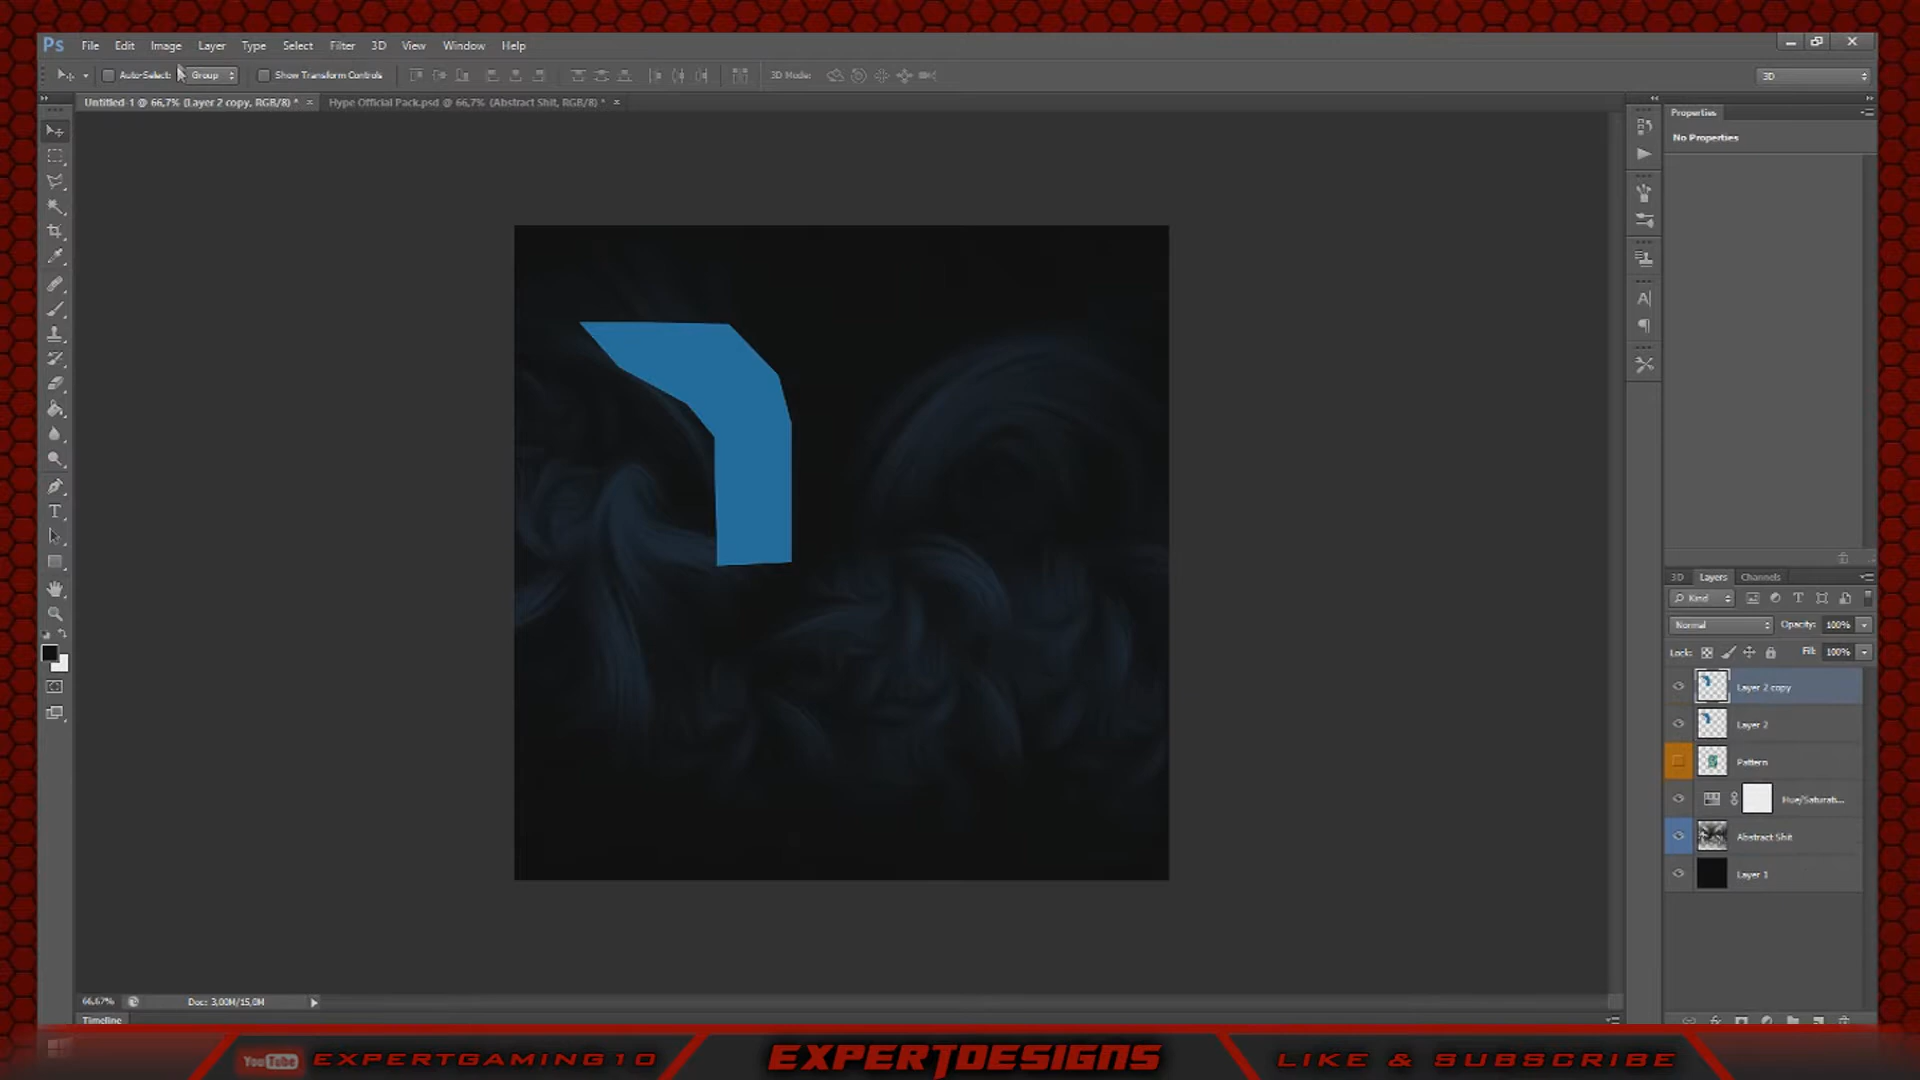 Ps File Edit Image Layer Type Select Filter 3D View Window Help
Auto-Select: Group Show Transform Controls 3D Mode: 3D
Untitled-1 @ 66,7% (Layer 2 copy, RGB/8) * × Hype Official Pack.psd @ 66,7% (Abstract Shit, RGB/8) * ×
Properties
No Properties
3D Layers Channels
Kind
Normal Opacity: 100%
Lock: Fill: 100%
Layer 2 copy
Layer 2
Pattern
Hue/Saturati...
Abstract Shit
Layer 1
66,67% Doc: 3,00M/15,0M
Timeline
YouTube EXPERTGAMING10 EXPERTDESIGNS LIKE & SUBSCRIBE